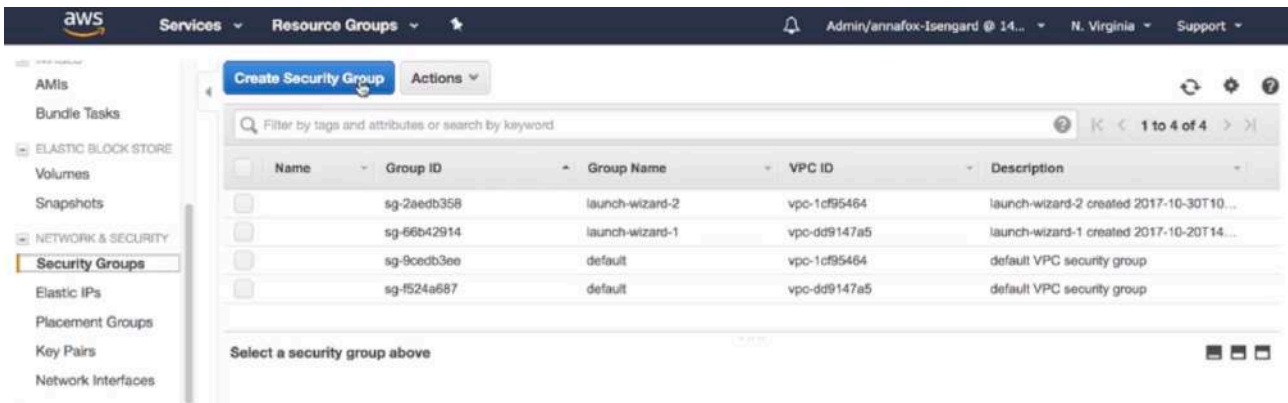 aws Services Resource Groups Admin/annafox-Isengard @ 14... N. Virginia Support
AMIs
Bundle Tasks
ELASTIC BLOCK STORE
Volumes
Snapshots
NETWORK & SECURITY
Security Groups
Elastic IPs
Placement Groups
Key Pairs
Network Interfaces
Create Security Group Actions
Filter by tags and attributes or search by keyword 1 to 4 of 4
Name Group ID Group Name VPC ID Description
sg-2aedb358 launch-wizard-2 vpc-1cf95464 launch-wizard-2 created 2017-10-30T10...
sg-66b42914 launch-wizard-1 vpc-dd9147a5 launch-wizard-1 created 2017-10-20T14...
sg-9cedb3ee default vpc-1cf95464 default VPC security group
sg-f524a687 default vpc-dd9147a5 default VPC security group
Select a security group above